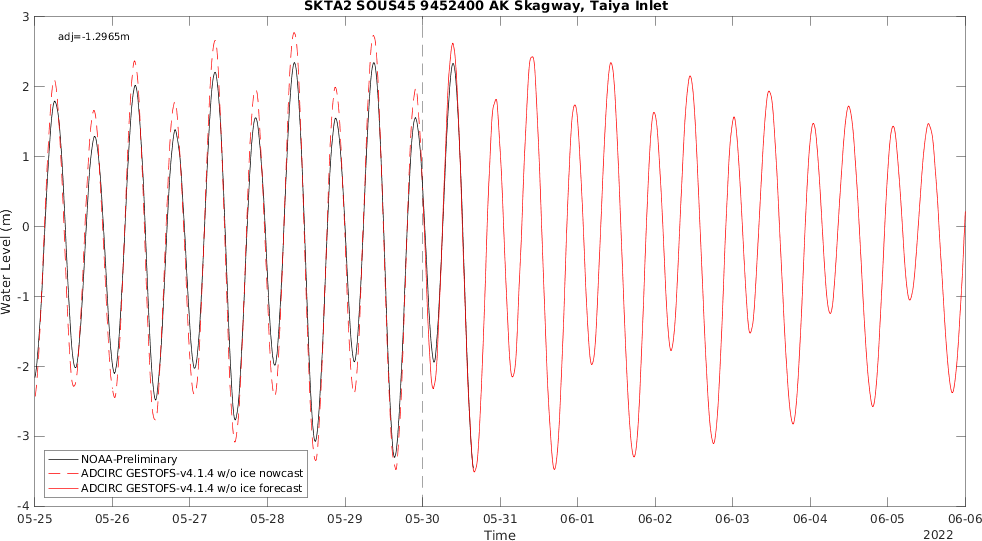 SKTA2 SOUS45 9452400 AK Skagway, Taiya Inlet
adj=-1.2965m
3
2
1
0
-1
-2
-3
-4
Water Level (m)
NOAA-Preliminary
ADCIRC GESTOFS-v4.1.4 w/o ice nowcast
ADCIRC GESTOFS-v4.1.4 w/o ice forecast
05-25 05-26 05-27 05-28 05-29 05-30 05-31 06-01 06-02 06-03 06-04 06-05 06-06
Time
2022